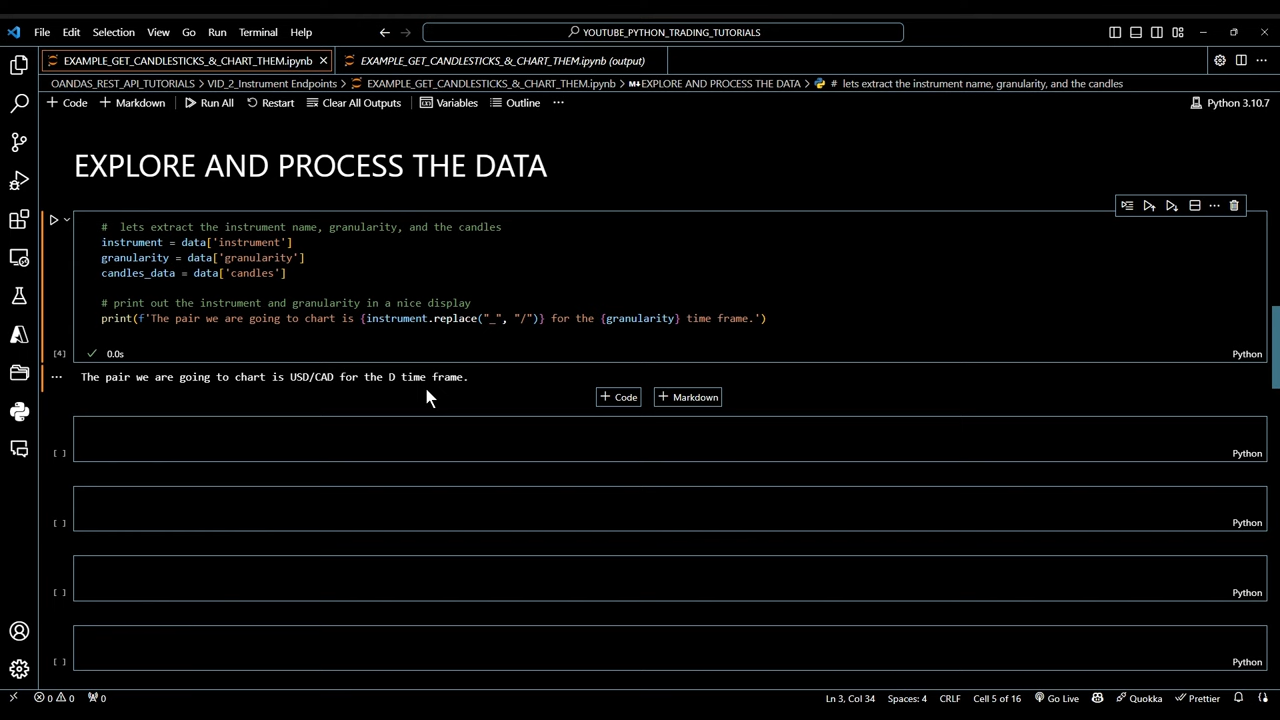 File Edit Selection View Go Run Terminal Help
YOUTUBE_PYTHON_TRADING_TUTORIALS
EXAMPLE_GET_CANDLESTICKS_&_CHART_THEM.ipynb
EXAMPLE_GET_CANDLESTICKS_&_CHART_THEM.ipynb (output)
OANDAS_REST_API_TUTORIALS > VID_2_Instrument Endpoints > EXAMPLE_GET_CANDLESTICKS_&_CHART_THEM.ipynb > M↓EXPLORE AND PROCESS THE DATA > # lets extract the instrument name, granularity, and the candles
+ Code + Markdown Run All Restart Clear All Outputs Variables Outline ··· Python 3.10.7
EXPLORE AND PROCESS THE DATA
# lets extract the instrument name, granularity, and the candles
instrument = data['instrument']
granularity = data['granularity']
candles_data = data['candles']
# print out the instrument and granularity in a nice display
print(f'The pair we are going to chart is {instrument.replace("_", "/")} for the {granularity} time frame.')
[4] 0.0s Python
The pair we are going to chart is USD/CAD for the D time frame.
+ Code + Markdown
[ ] Python
[ ] Python
[ ] Python
[ ] Python
0 0 0 Ln 3, Col 34 Spaces: 4 CRLF Cell 5 of 16 Go Live Quokka Prettier